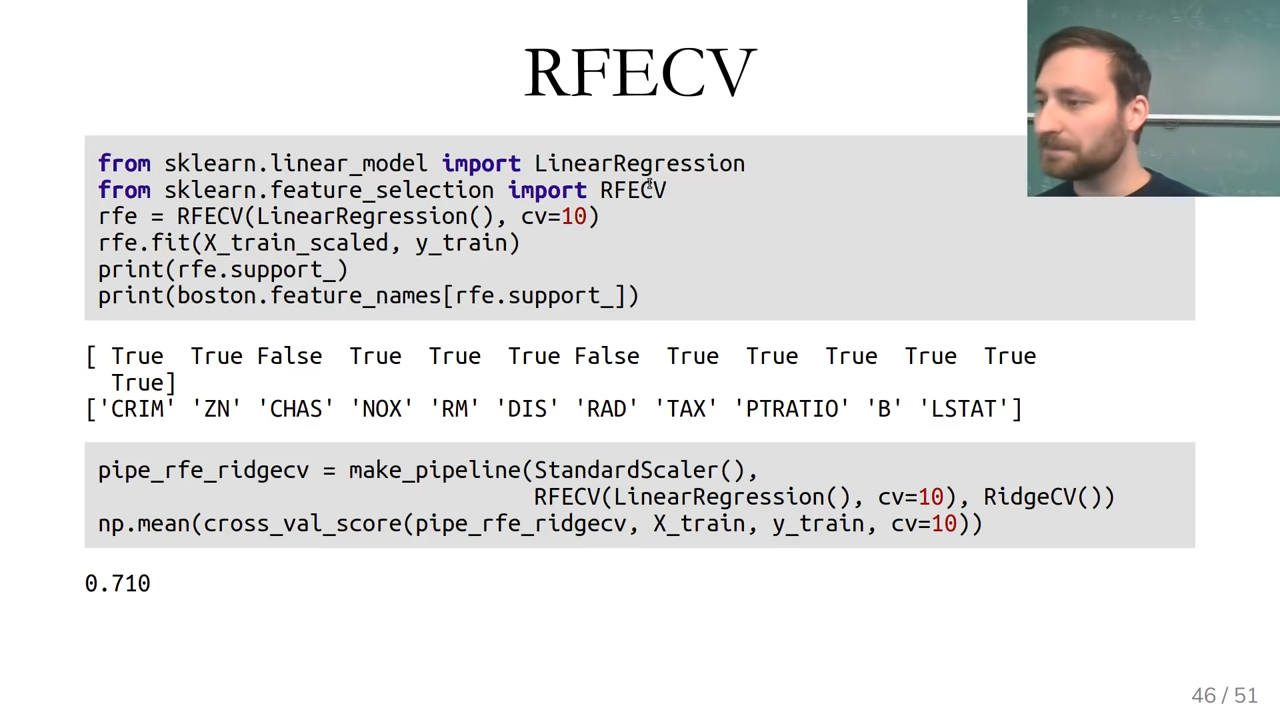 RFECV
from sklearn.linear_model import LinearRegression
from sklearn.feature_selection import RFECV
rfe = RFECV(LinearRegression(), cv=10)
rfe.fit(X_train_scaled, y_train)
print(rfe.support_)
print(boston.feature_names[rfe.support_])
[ True  True False  True  True  True False  True  True  True  True  True
  True]
['CRIM' 'ZN' 'CHAS' 'NOX' 'RM' 'DIS' 'RAD' 'TAX' 'PTRATIO' 'B' 'LSTAT']
pipe_rfe_ridgecv = make_pipeline(StandardScaler(),
                                 RFECV(LinearRegression(), cv=10), RidgeCV())
np.mean(cross_val_score(pipe_rfe_ridgecv, X_train, y_train, cv=10))
0.710
46 / 51